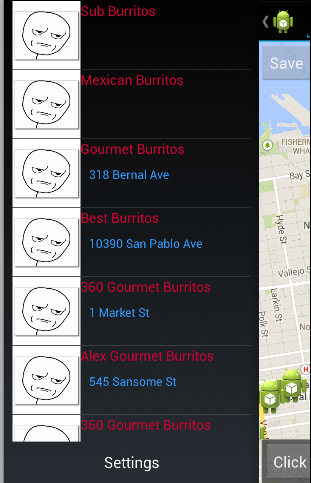 Sub Burritos
Mexican Burritos
Gourmet Burritos
318 Bernal Ave
Best Burritos
10390 San Pablo Ave
360 Gourmet Burritos
1 Market St
Alex Gourmet Burritos
545 Sansome St
360 Gourmet Burritos
Settings
Save
FISHERM
WHA
Bay S
Hyde St
Vallejo S
Larkin St
Polk St
H
Click